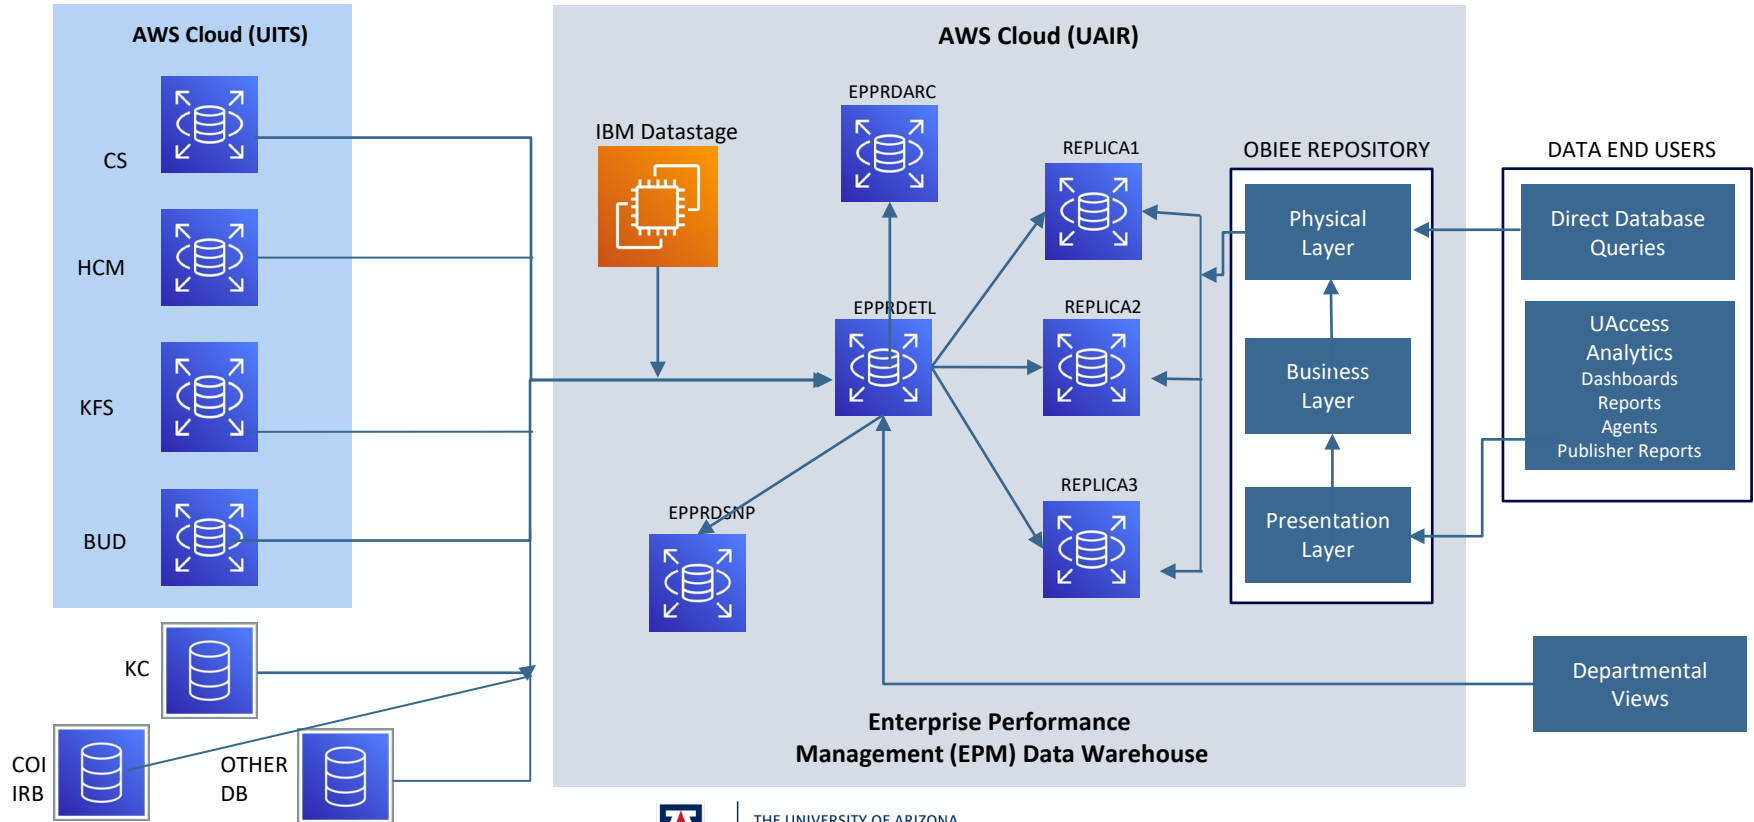 AWS Cloud (UITS)
CS
HCM
KFS
BUD
KC
COI
IRB
OTHER
DB
AWS Cloud (UAIR)
IBM Datastage
EPPRDARC
EPPRDETL
EPPRDSNP
REPLICA1
REPLICA2
REPLICA3
OBIEE REPOSITORY
Physical
Layer
Business
Layer
Presentation
Layer
DATA END USERS
Direct Database
Queries
UAccess
Analytics
Dashboards
Reports
Agents
Publisher Reports
Departmental
Views
Enterprise Performance
Management (EPM) Data Warehouse
THE UNIVERSITY OF ARIZONA